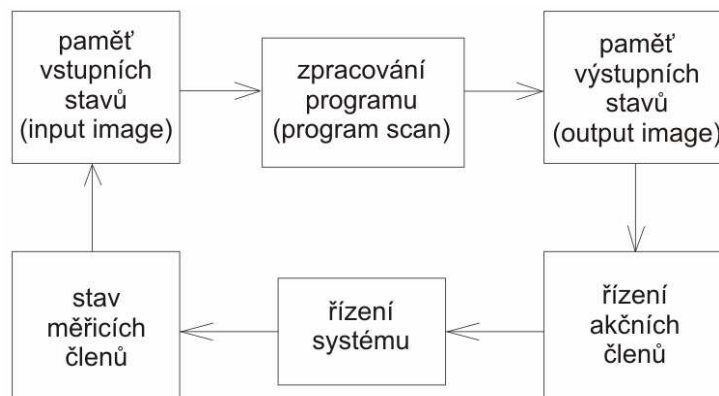 paměť
vstupních
stavů
(input image)
zpracování
programu
(program scan)
paměť
výstupních
stavů
(output image)
stav
měřicích
členů
řízení
systému
řízení
akčních
členů